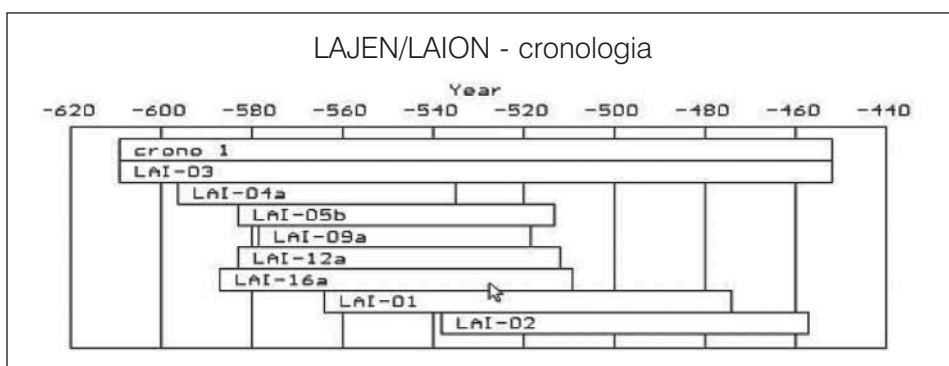 LAJEN/LAION - cronologia
Year
-620 -600 -580 -560 -540 -520 -500 -480 -460 -440
crono 1
LAI-03
LAI-04a
LAI-05b
LAI-09a
LAI-12a
LAI-16a
LAI-01
LAI-02